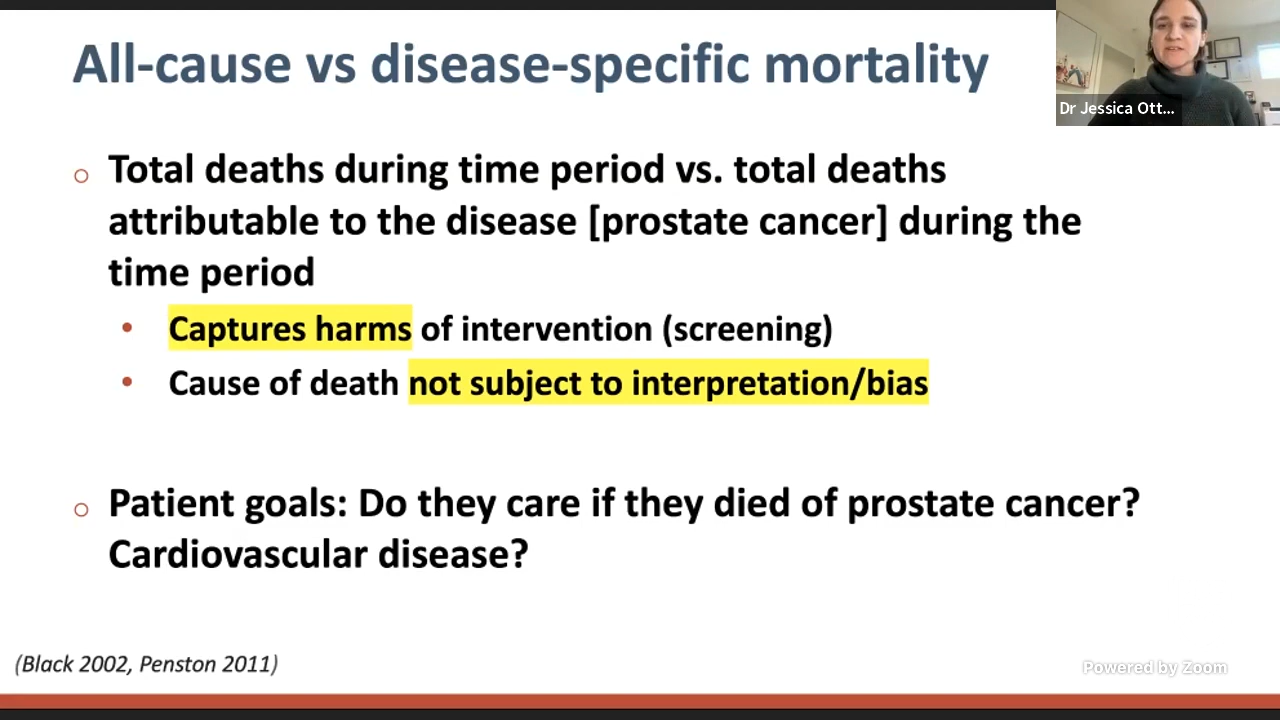 All-cause vs disease-specific mortality
Dr Jessica Ott...
○ Total deaths during time period vs. total deaths
attributable to the disease [prostate cancer] during the
time period
• Captures harms of intervention (screening)
• Cause of death not subject to interpretation/bias
○ Patient goals: Do they care if they died of prostate cancer?
Cardiovascular disease?
(Black 2002, Penston 2011)
Powered by Zoom